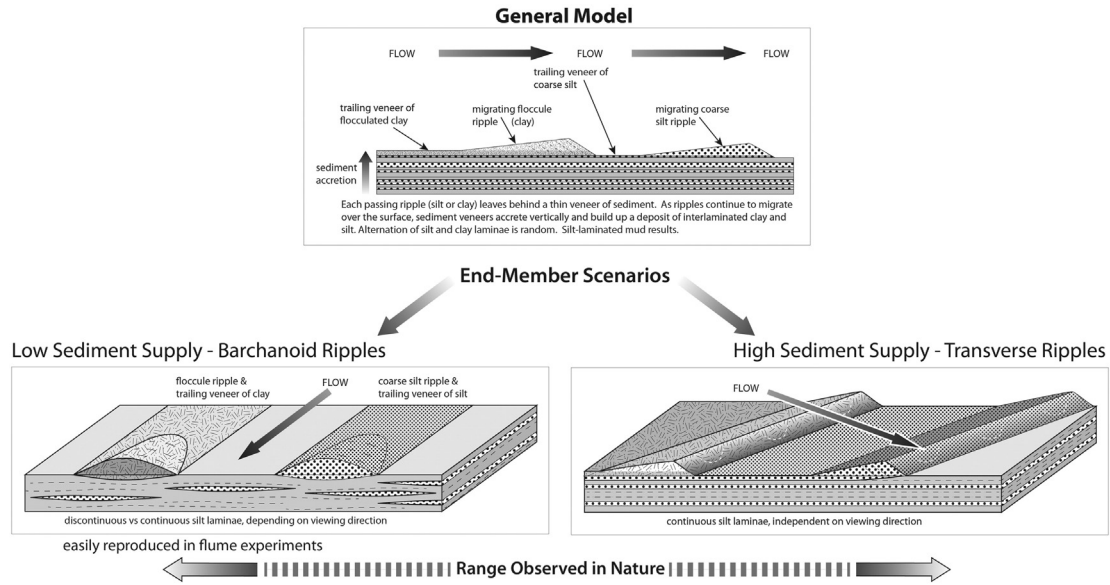 General Model
FLOW
FLOW
FLOW
trailing veneer of
coarse silt
trailing veneer of
flocculated clay
migrating floccule
ripple (clay)
migrating coarse
silt ripple
sediment
accretion
Each passing ripple (silt or clay) leaves behind a thin veneer of sediment. As ripples continue to migrate
over the surface, sediment veneers accrete vertically and build up a deposit of interlaminated clay and
silt. Alternation of silt and clay laminae is random. Silt-laminated mud results.
End-Member Scenarios
Low Sediment Supply - Barchanoid Ripples
floccule ripple &
trailing veneer of clay
FLOW
coarse silt ripple &
trailing veneer of silt
discontinuous vs continuous silt laminae, depending on viewing direction
easily reproduced in flume experiments
High Sediment Supply - Transverse Ripples
FLOW
continuous silt laminae, independent on viewing direction
Range Observed in Nature